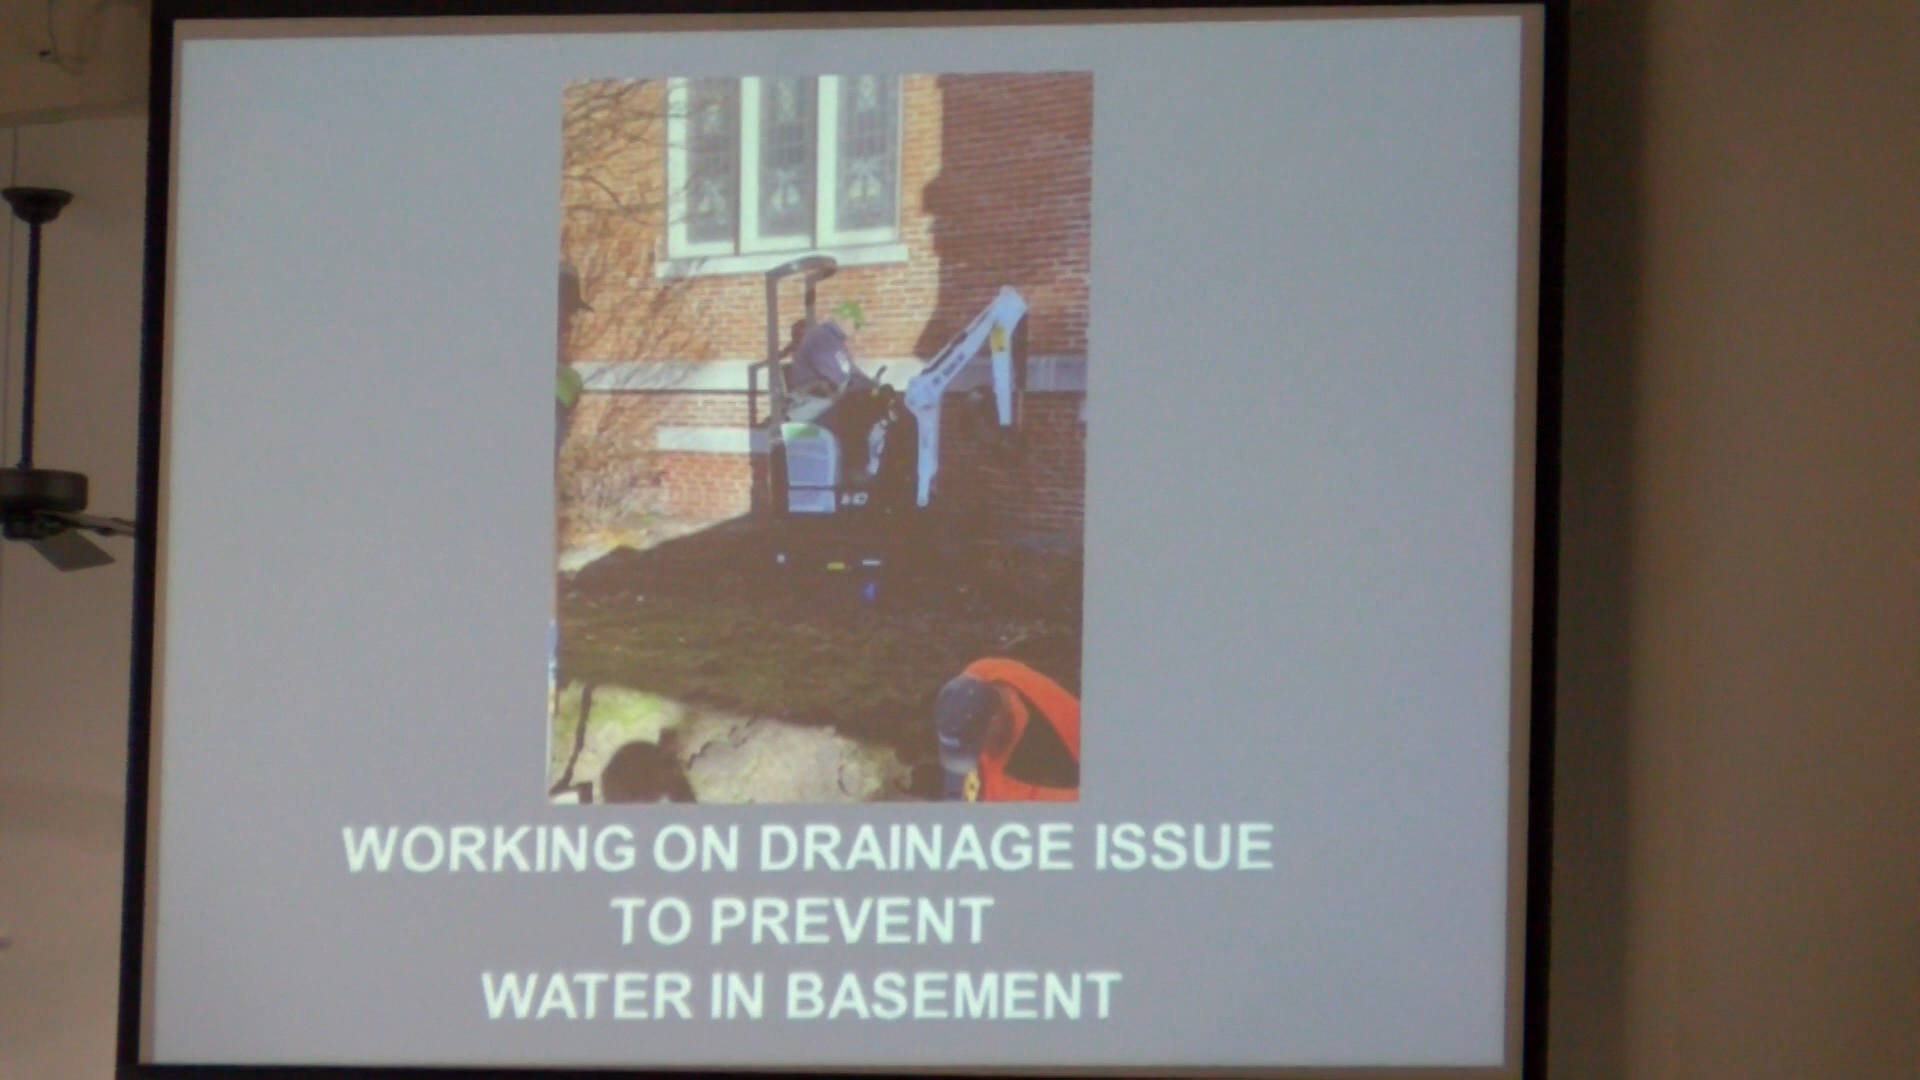 WORKING ON DRAINAGE ISSUE
TO PREVENT
WATER IN BASEMENT